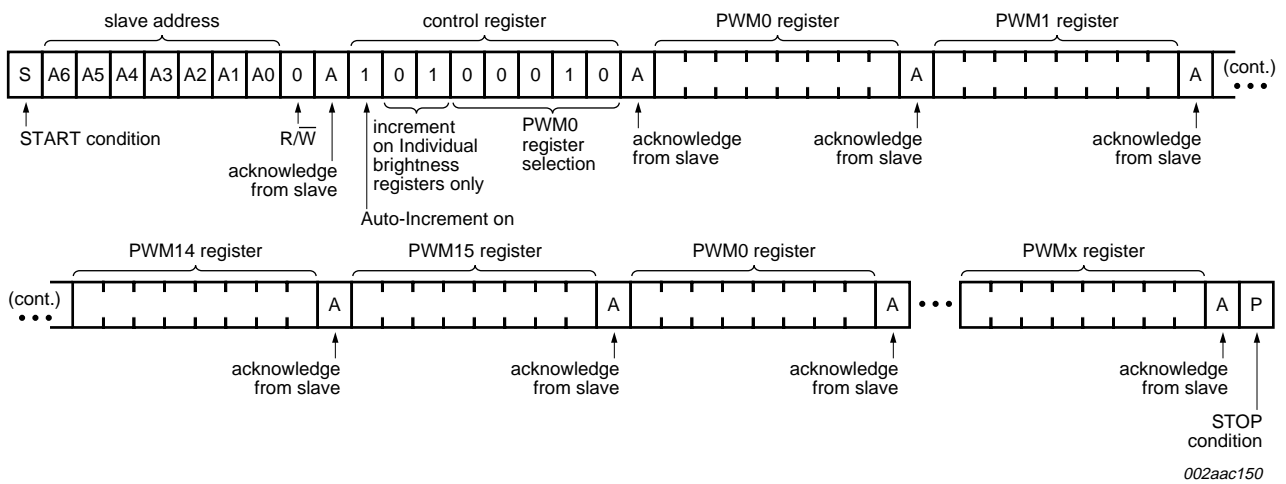 slave address control register PWM0 register PWM1 register
S A6 A5 A4 A3 A2 A1 A0 0 A 1 0 1 0 0 0 1 0 A A A (cont.)
START condition
R/W
acknowledge
from slave
Auto-Increment on
increment
on Individual
brightness
registers only
PWM0
register
selection
acknowledge
from slave
acknowledge
from slave
acknowledge
from slave
PWM14 register PWM15 register PWM0 register PWMx register
(cont.) A A A A P
acknowledge
from slave
acknowledge
from slave
acknowledge
from slave
acknowledge
from slave
STOP
condition
002aac150